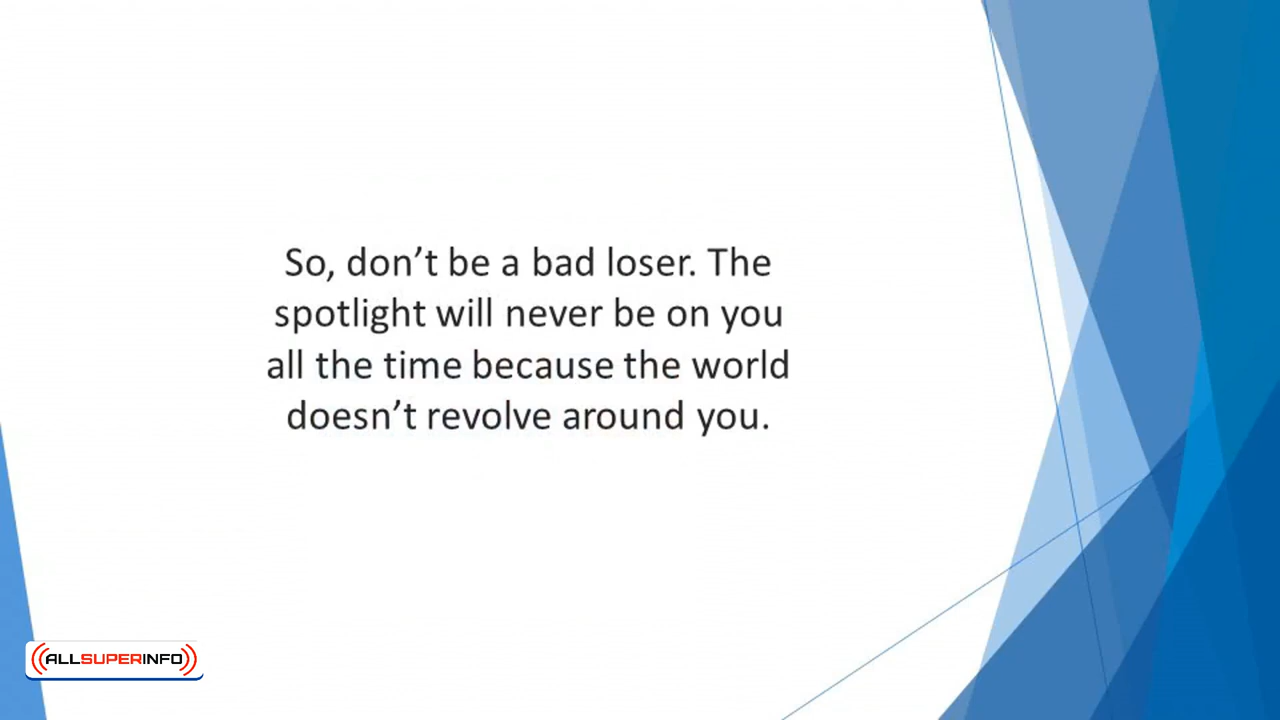 So, don’t be a bad loser. The
spotlight will never be on you
all the time because the world
doesn’t revolve around you.
ALLSUPERINFO